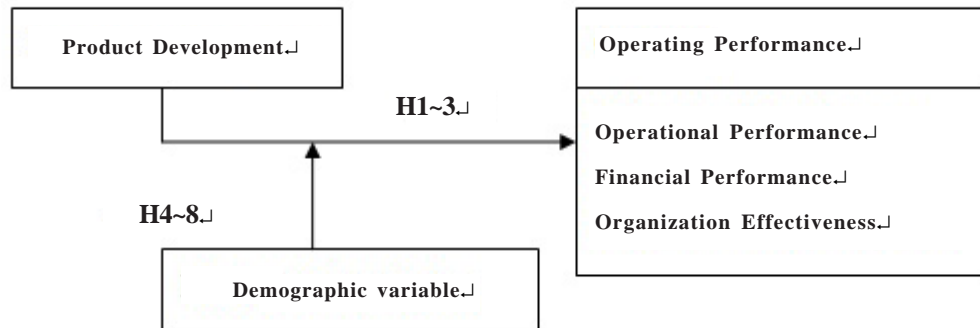 Product Development↵
Operating Performance↵
H1~3↵
Operational Performance↵
Financial Performance↵
H4~8↵
Organization Effectiveness↵
Demographic variable↵